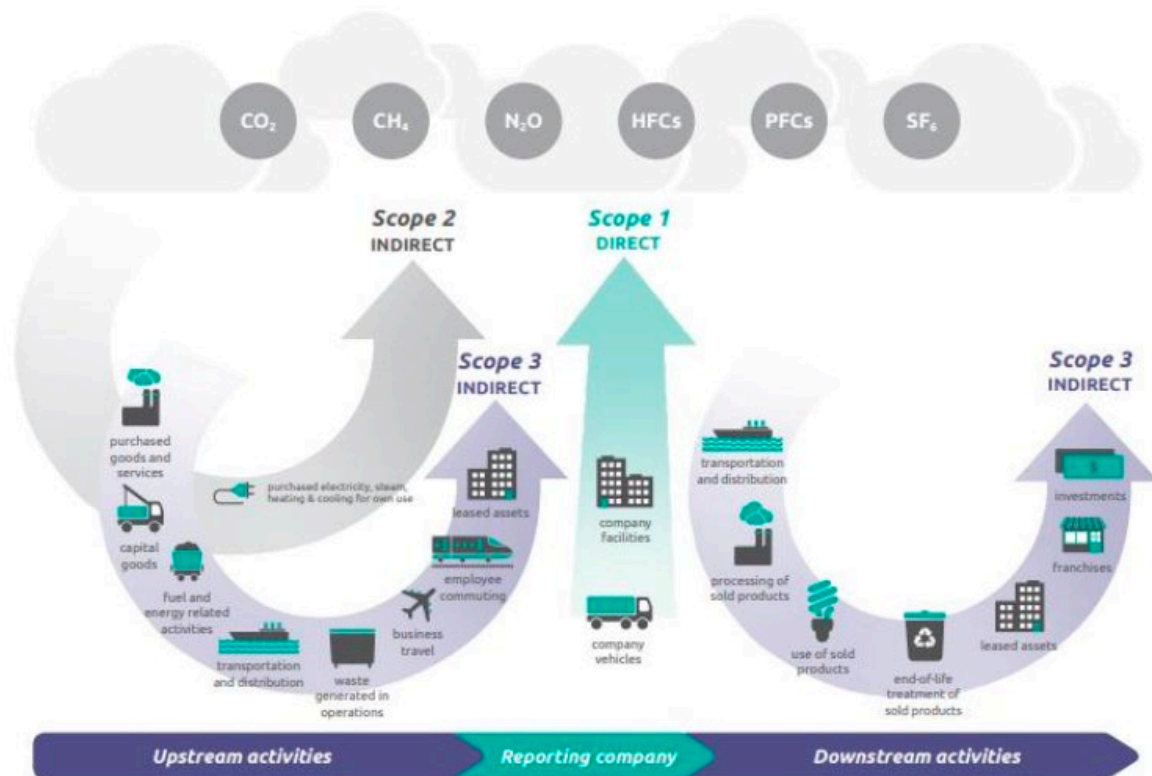 CO₂
CH₄
N₂O
HFCs
PFCs
SF₆
Scope 2
INDIRECT
Scope 1
DIRECT
Scope 3
INDIRECT
Scope 3
INDIRECT
purchased
goods and
services
capital
goods
fuel and
energy related
activities
purchased electricity, steam,
heating & cooling for own use
transportation
and distribution
waste
generated in
operations
business
travel
employee
commuting
leased assets
company
facilities
company
vehicles
transportation
and distribution
processing of
sold products
use of sold
products
end-of-life
treatment of
sold products
leased assets
franchises
$
investments
Upstream activities
Reporting company
Downstream activities